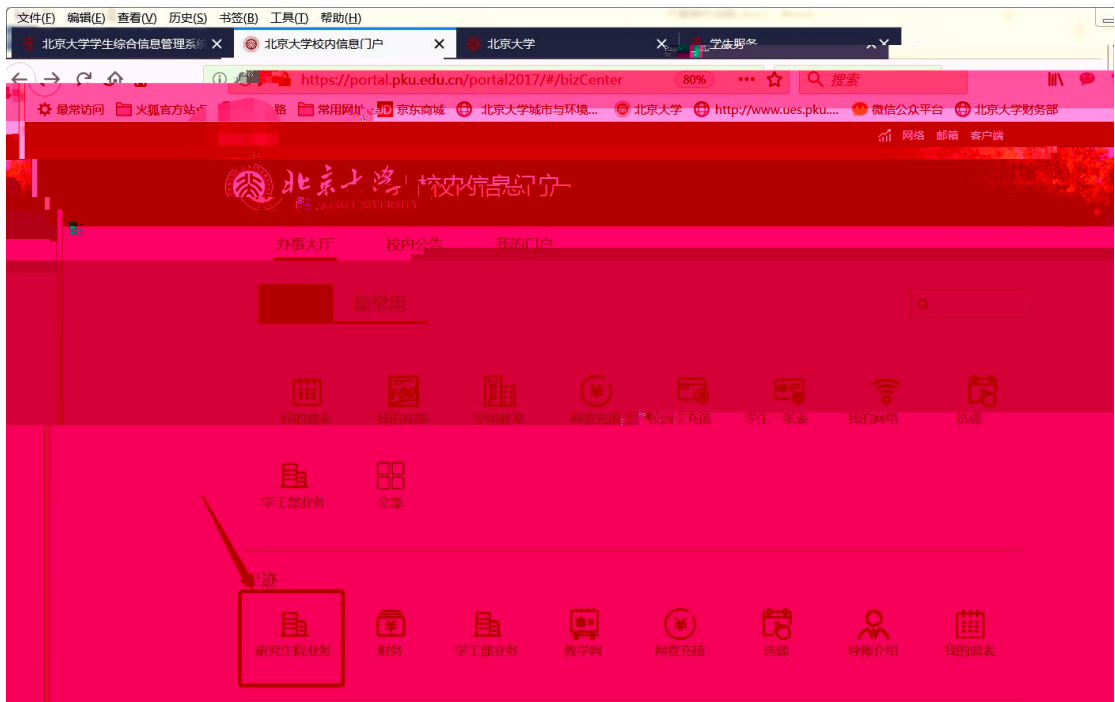 文件(F) 编辑(E) 查看(V) 历史(S) 书签(B) 工具(T) 帮助(H)
北京大学学生综合信息管理系统 北京大学校内信息门户 北京大学
https://portal.pku.edu.cn/portal2017/#/bizCenter 80% 搜索
最常访问 火狐官方站点 常用网址 JD 京东商城 北京大学城市与环境... 北京大学 http://www.ues.pku.... 微信公众平台 北京大学财务部
网络 邮箱 客户端
北京大学 校内信息门户
办事大厅 校内公告 我的门户
最常用
我的课表 我的成绩 空闲教室 网费充值 校园卡充值 学生一张表 我的网络 选课
学工部业务 全部
足迹
研究生院业务 财务 学工部业务 教学网 网费充值 选课 导师介绍 我的课表